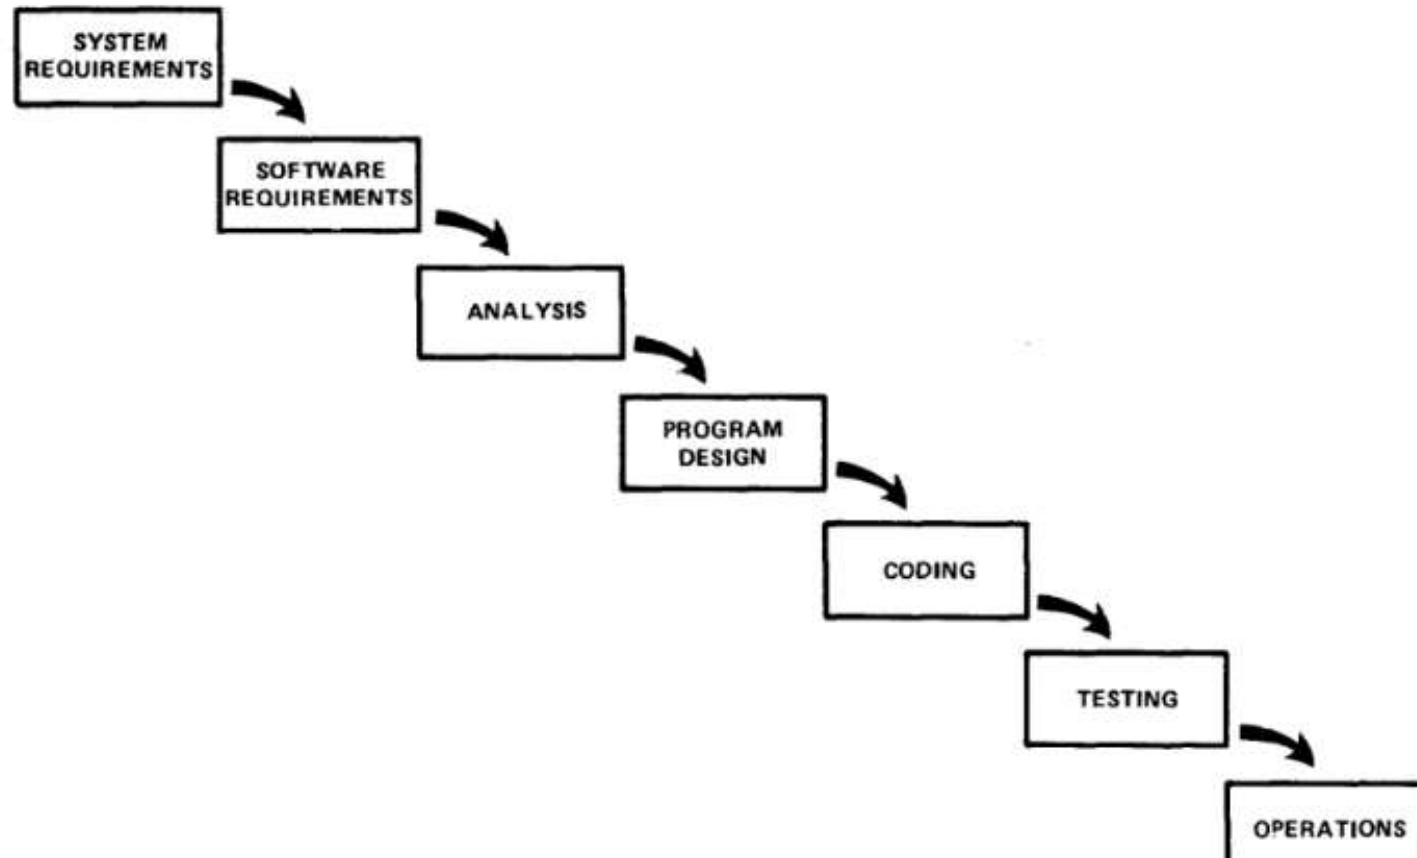 SYSTEM
REQUIREMENTS
SOFTWARE
REQUIREMENTS
ANALYSIS
PROGRAM
DESIGN
CODING
TESTING
OPERATIONS